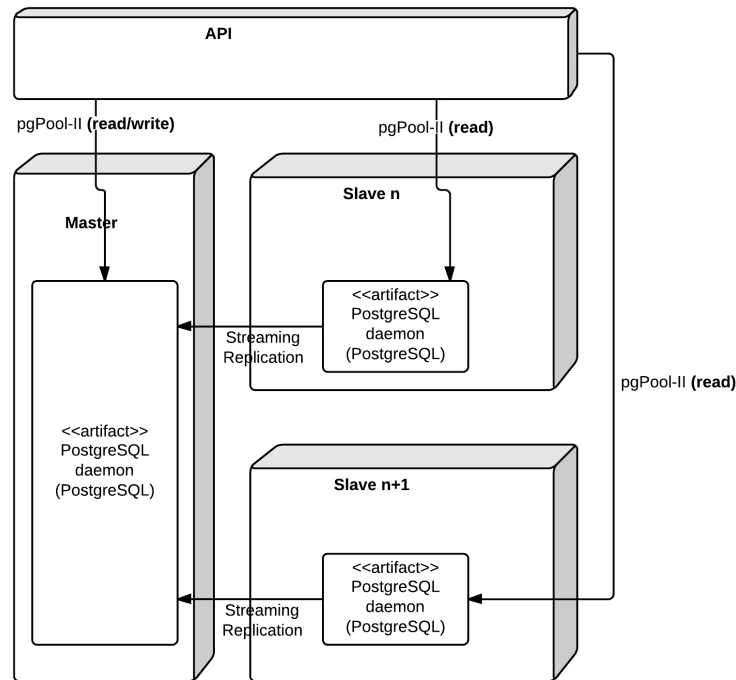 API
pgPool-II (read/write)
pgPool-II (read)
Master
Slave n
<<artifact>>
PostgreSQL
daemon
(PostgreSQL)
Streaming
Replication
pgPool-II (read)
<<artifact>>
PostgreSQL
daemon
(PostgreSQL)
Slave n+1
<<artifact>>
PostgreSQL
daemon
(PostgreSQL)
Streaming
Replication